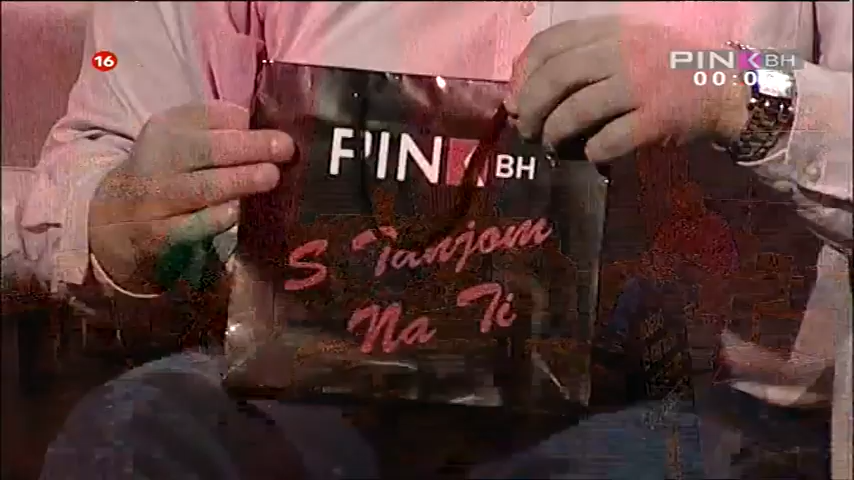 16
PINK BH
00:0
PINK BH
S Tanjom
Na Ti